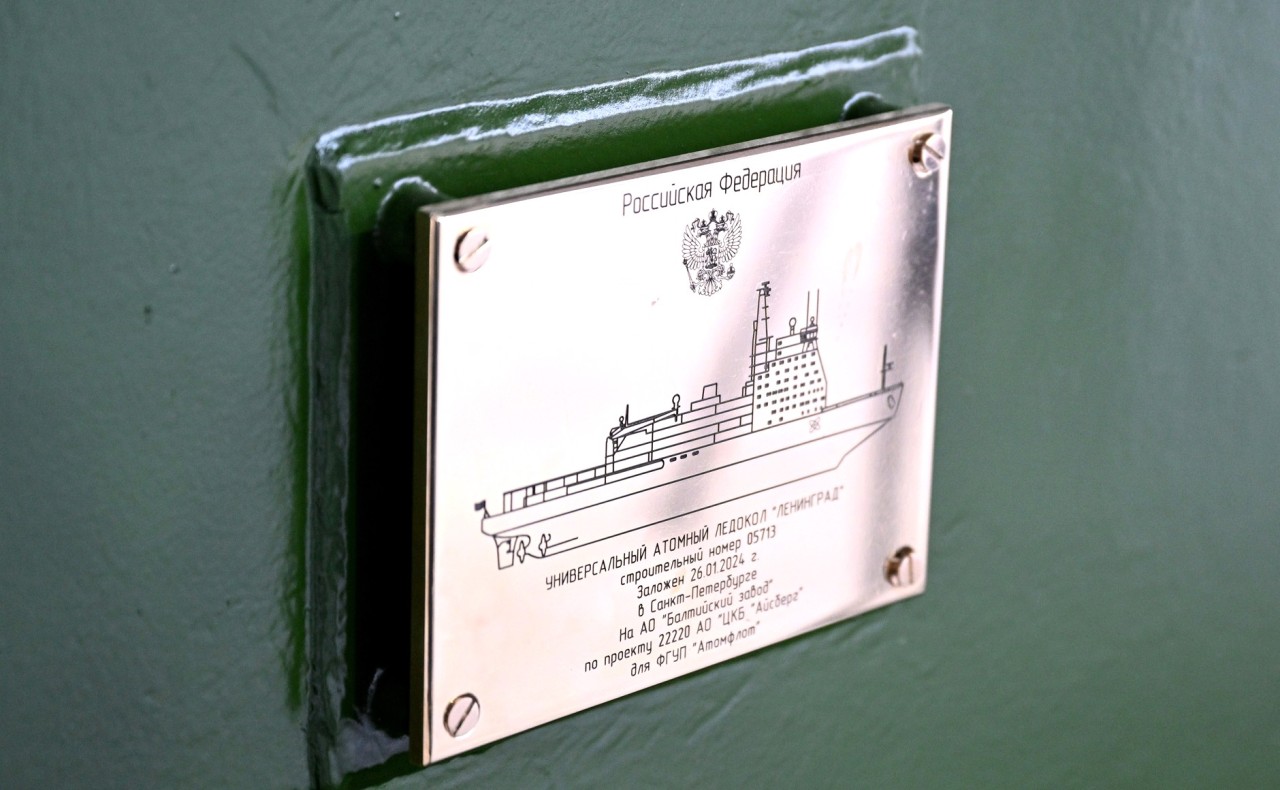 Российская Федерация
УНИВЕРСАЛЬНЫЙ АТОМНЫЙ ЛЕДОКОЛ "ЛЕНИНГРАД"
строительный номер 05713
Заложен 26.01.2024 г.
в Санкт-Петербурге
На АО "Балтийский завод"
по проекту 22220 АО "ЦКБ "Айсберг"
для ФГУП "Атомфлот"